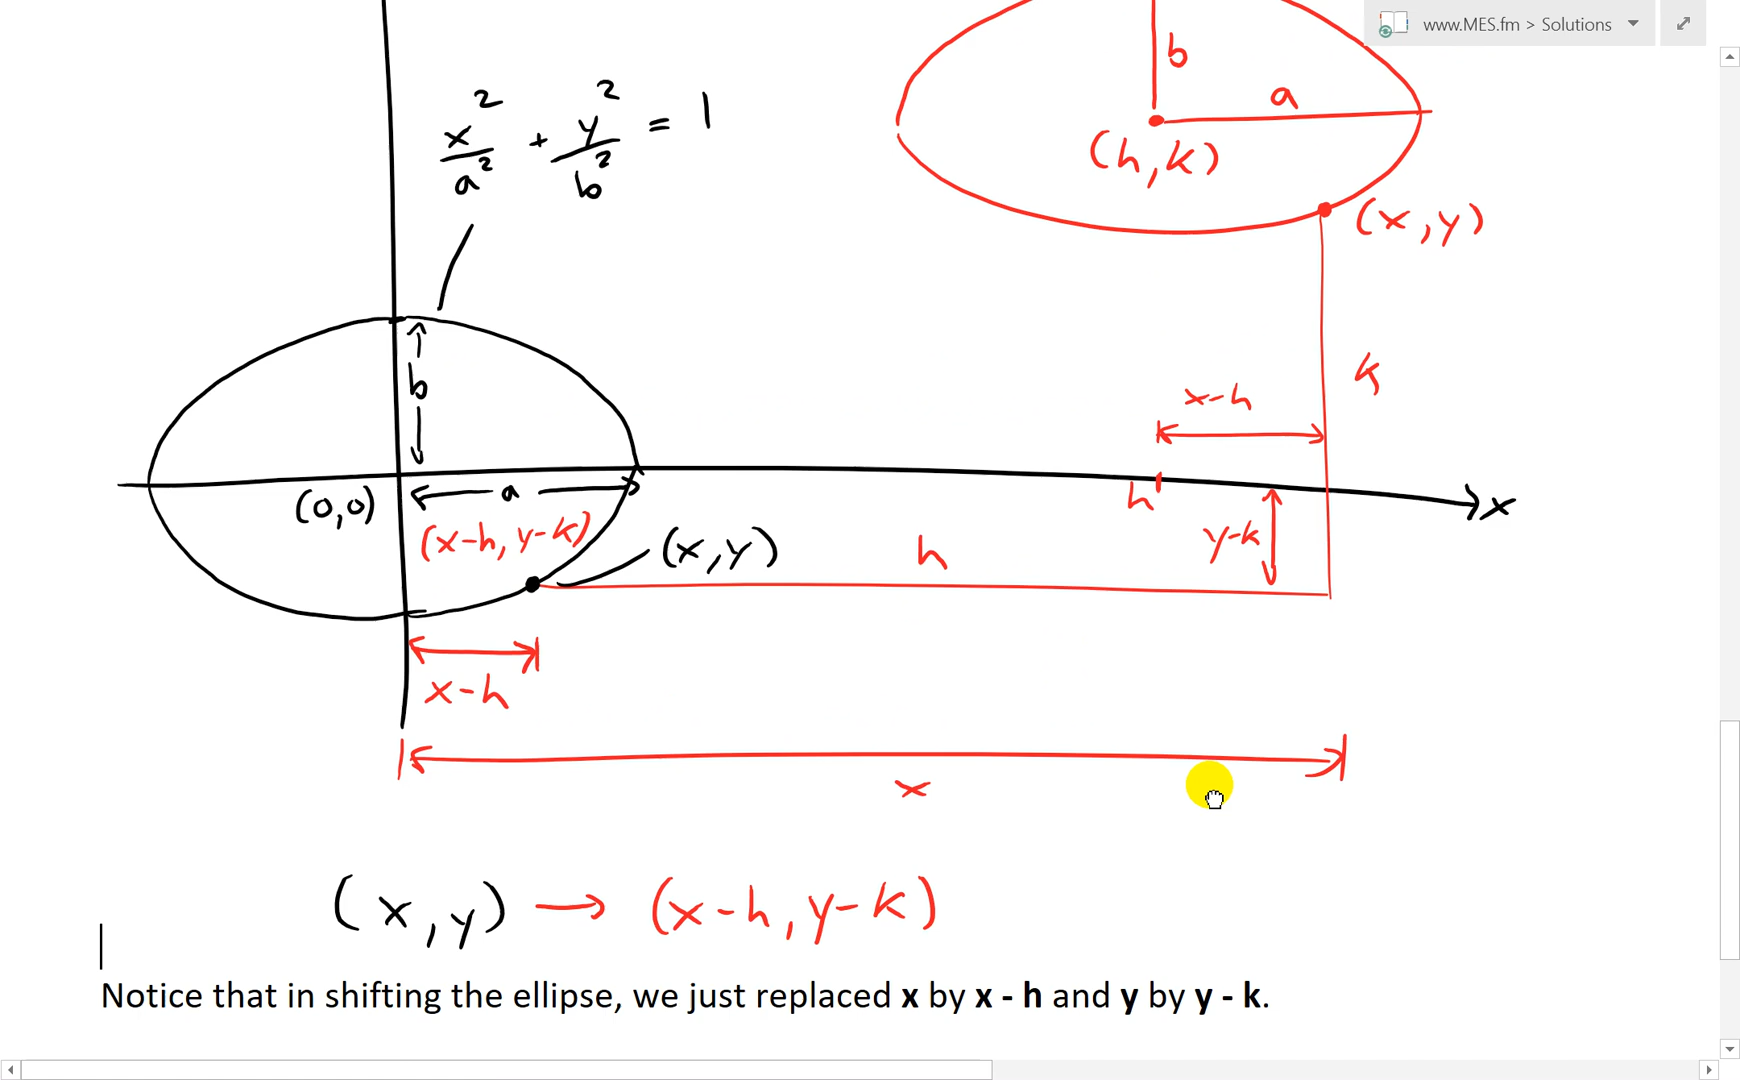 www.MES.fm > Solutions
b
a
(h,k)
(x,y)
x²/a² + y²/b² = 1
b
k
x-h
(0,0)
a
h
x
(x-h, y-k)
(x,y)
h
y-k
x-h
x
(x,y) → (x-h, y-k)
Notice that in shifting the ellipse, we just replaced x by x - h and y by y - k.